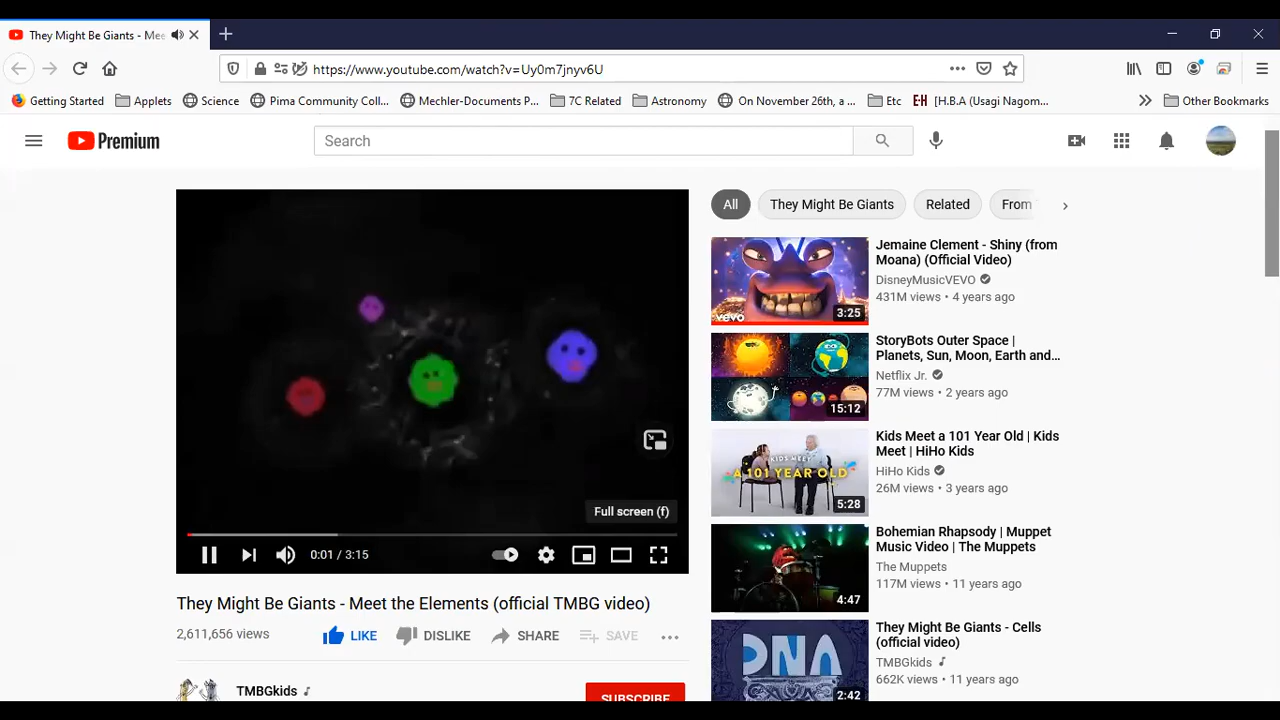 They Might Be Giants - Mee
https://www.youtube.com/watch?v=Uy0m7jnyv6U
Getting Started
Applets
Science
Pima Community Coll...
Mechler-Documents P...
7C Related
Astronomy
On November 26th, a ...
Etc
E-H
[H.B.A (Usagi Nagom...
Other Bookmarks
Premium
Search
All
They Might Be Giants
Related
From
Full screen (f)
0:01 / 3:15
They Might Be Giants - Meet the Elements (official TMBG video)
2,611,656 views
LIKE
DISLIKE
SHARE
SAVE
TMBGkids
SUBSCRIBE
vevo
3:25
Jemaine Clement - Shiny (from
Moana) (Official Video)
DisneyMusicVEVO
431M views • 4 years ago
15:12
StoryBots Outer Space |
Planets, Sun, Moon, Earth and...
Netflix Jr.
77M views • 2 years ago
KIDS MEET
A 101 YEAR OLD
5:28
Kids Meet a 101 Year Old | Kids
Meet | HiHo Kids
HiHo Kids
26M views • 3 years ago
4:47
Bohemian Rhapsody | Muppet
Music Video | The Muppets
The Muppets
117M views • 11 years ago
DNA
2:42
They Might Be Giants - Cells
(official video)
TMBGkids
662K views • 11 years ago